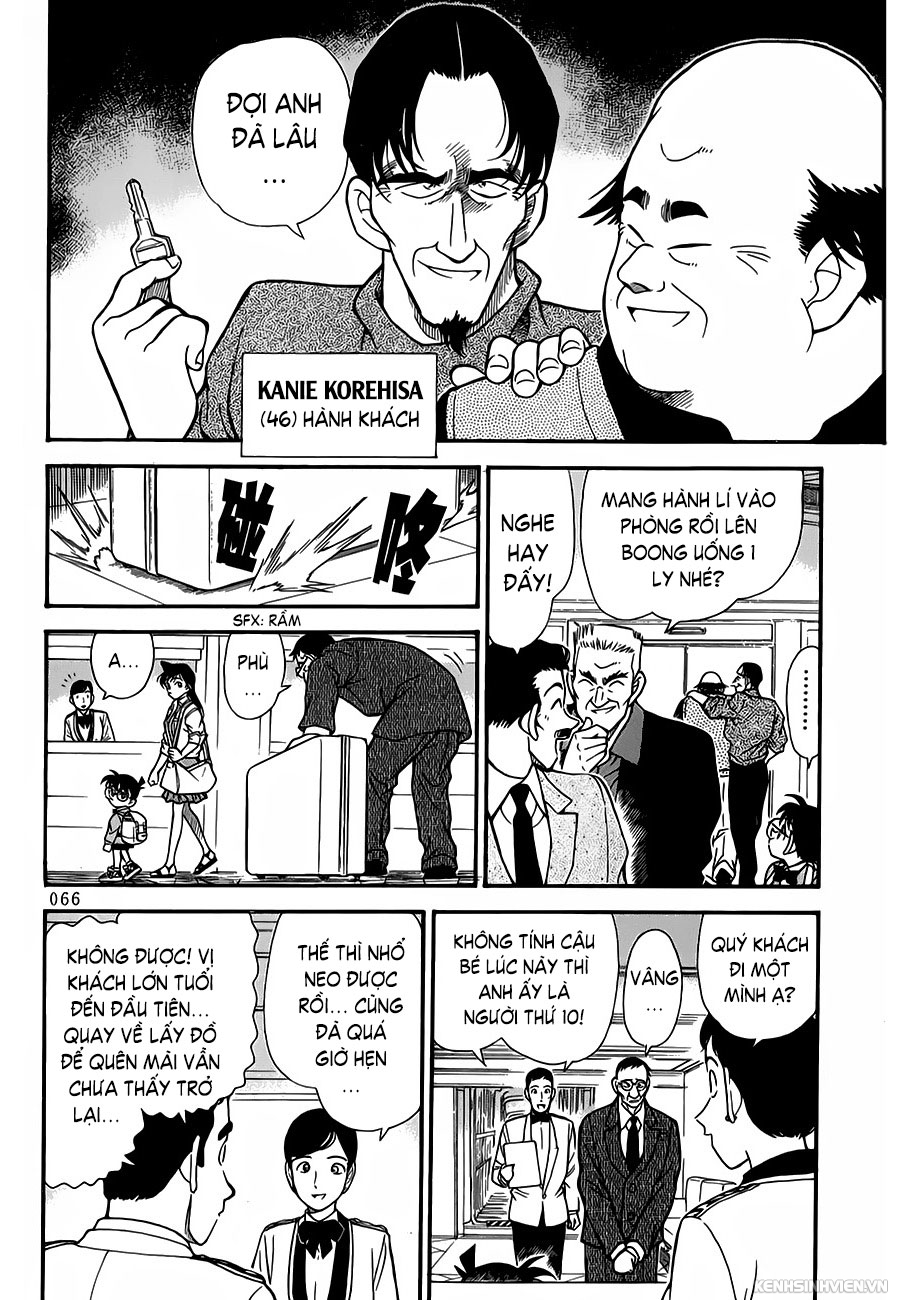 ĐỢI ANH
ĐÃ LÂU
...
KANIE KOREHISA
(46) HÀNH KHÁCH
MANG HÀNH LÍ VÀO
PHÒNG RỒI LÊN
BOONG UỐNG 1
LY NHÉ?
NGHE
HAY
ĐẤY!
.........
碰
咚
SFX: RẦM
PHÙ
...
A...
066
QUÝ KHÁCH
ĐI MỘT
MÌNH Ạ?
VÂNG
...
KHÔNG TÍNH CẬU
BÉ LÚC NÀY THÌ
ANH ẤY LÀ
NGƯỜI THỨ 10!
THẾ THÌ NHỔ
NEO ĐƯỢC
RỒI... CŨNG
ĐÃ QUÁ
GIỜ HẸN
...
KHÔNG ĐƯỢC! VỊ
KHÁCH LỚN TUỔI
ĐẾN ĐẦU TIÊN...
QUAY VỀ LẤY ĐỒ
ĐỂ QUÊN MÃI VẪN
CHƯA THẤY TRỞ
LẠI...
KENHSINHVIEN.VN